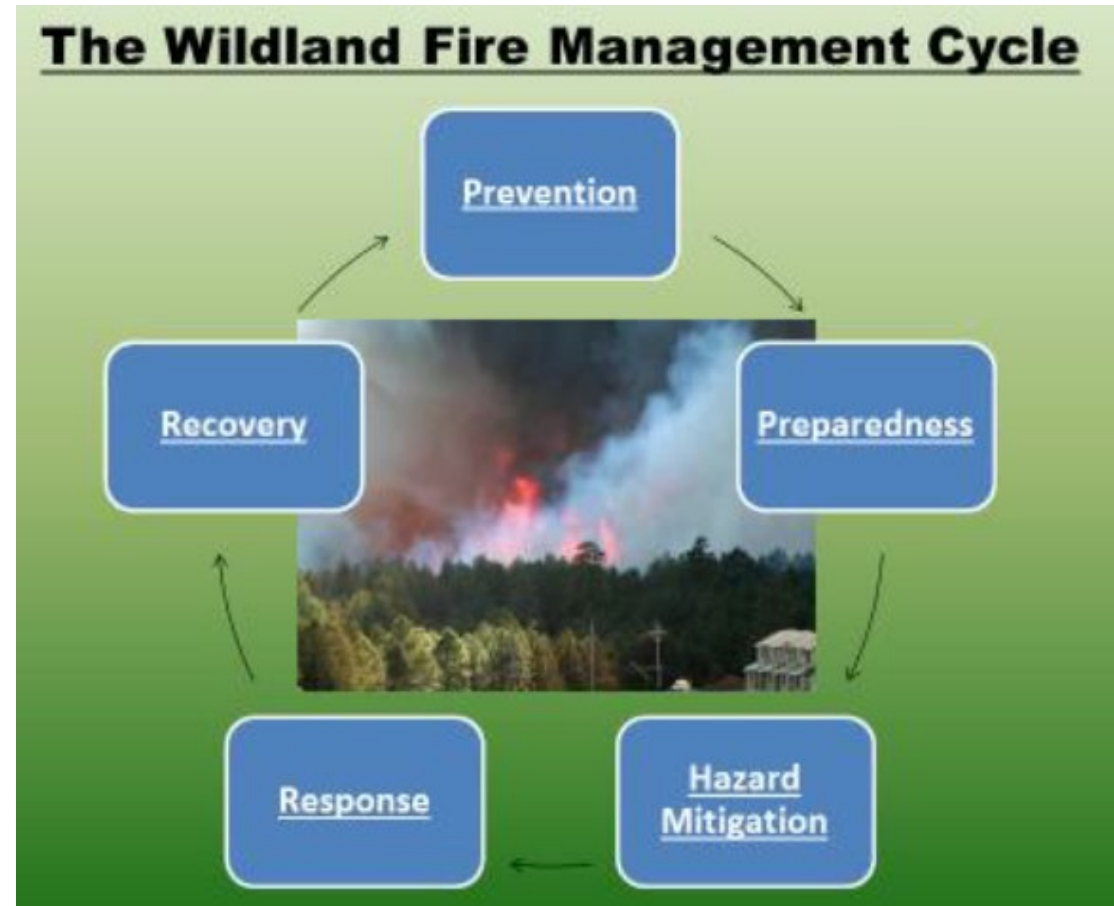 The Wildland Fire Management Cycle
Prevention
Preparedness
Hazard
Mitigation
Response
Recovery